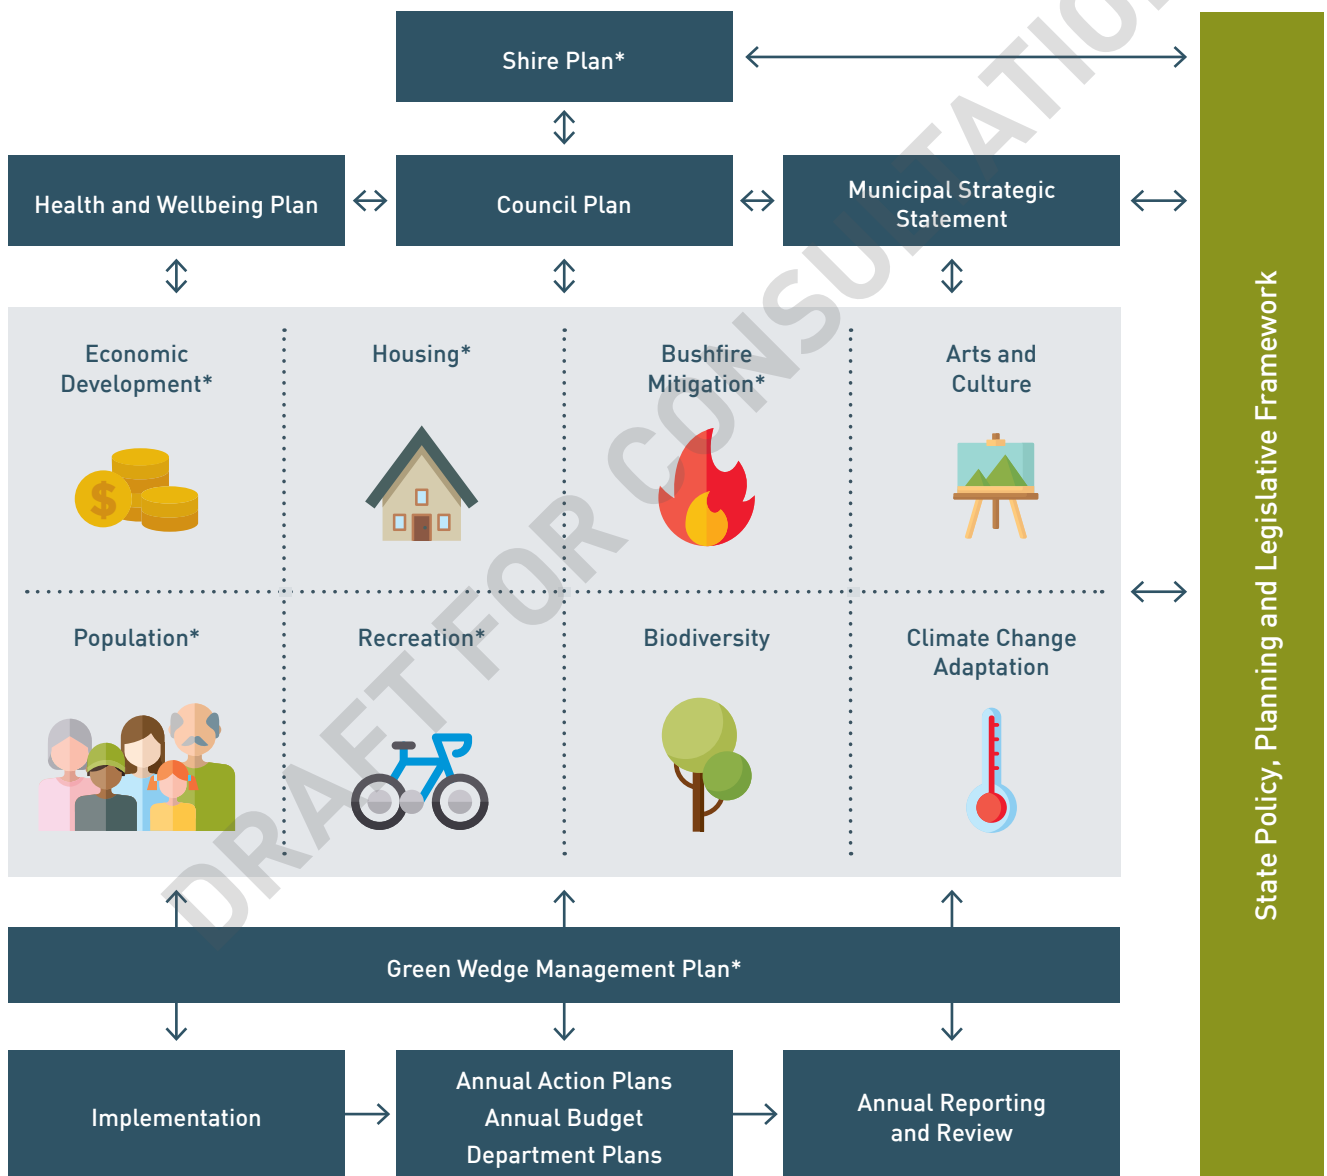 Shire Plan*
Health and Wellbeing Plan
Council Plan
Municipal Strategic
Statement
Economic
Development*
Housing*
Bushfire
Mitigation*
Arts and
Culture
$
Population*
Recreation*
Biodiversity
Climate Change
Adaptation
Green Wedge Management Plan*
Implementation
Annual Action Plans
Annual Budget
Department Plans
Annual Reporting
and Review
State Policy, Planning and Legislative Framework
DRAFT FOR CONSULTATION